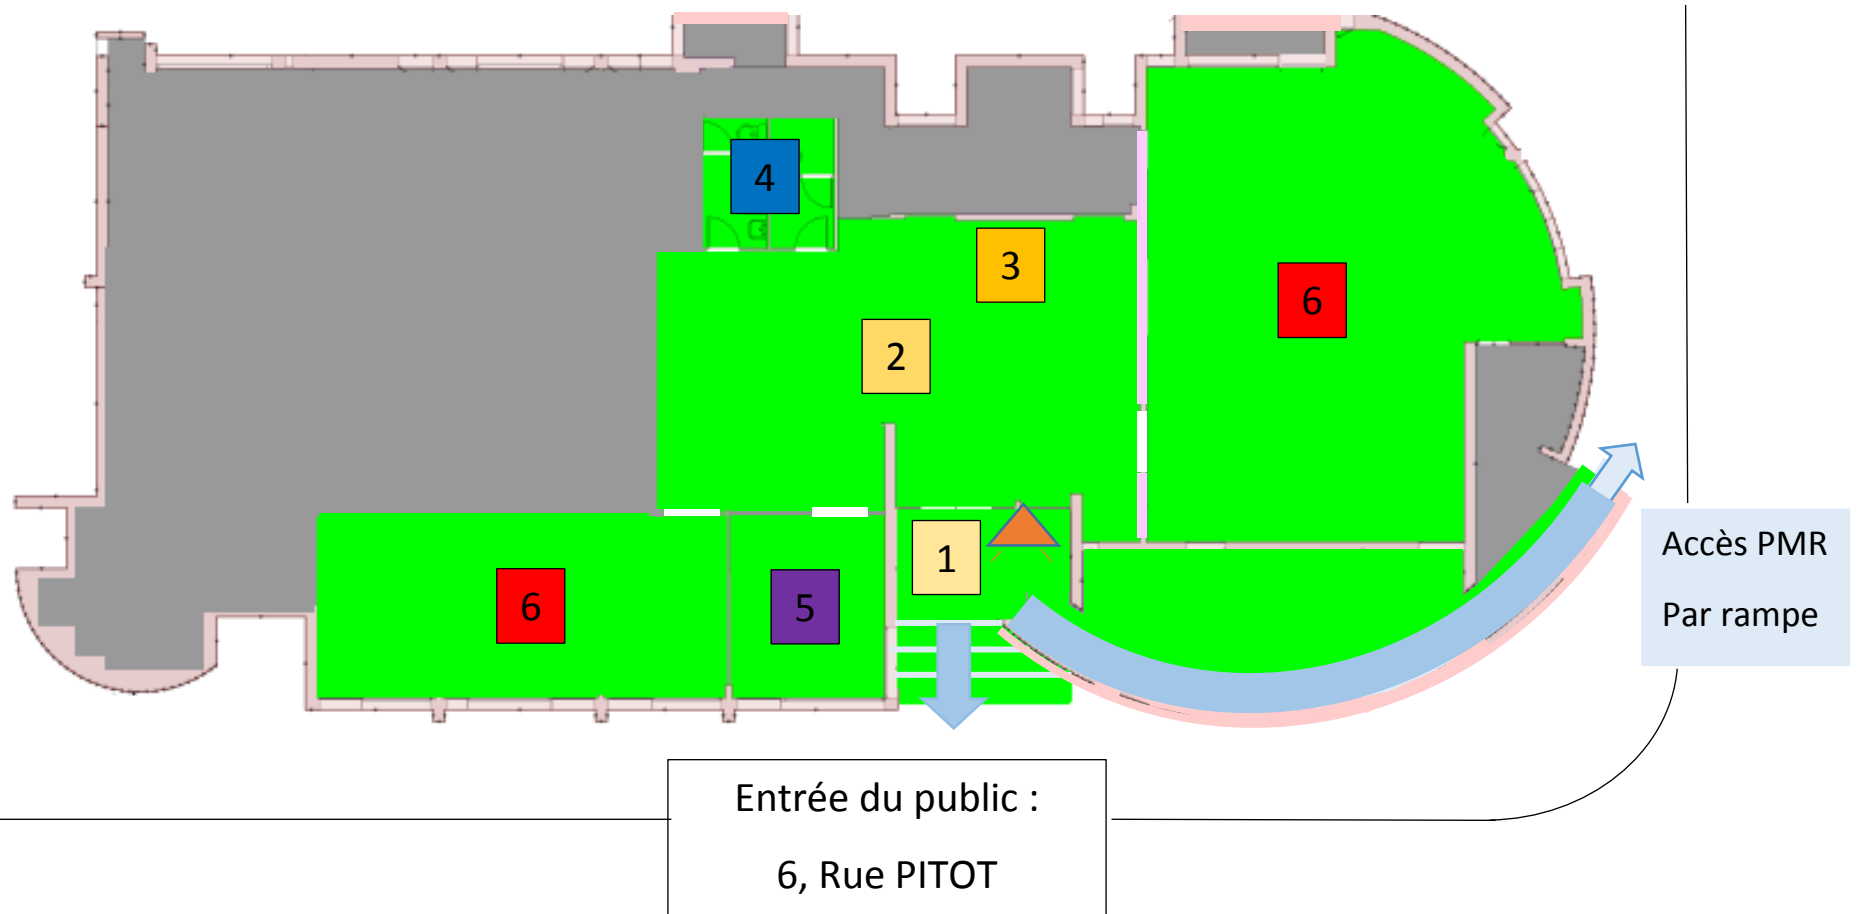 4
3
6
2
1
6
5
Accès PMR
Par rampe
Entrée du public :
6, Rue PITOT